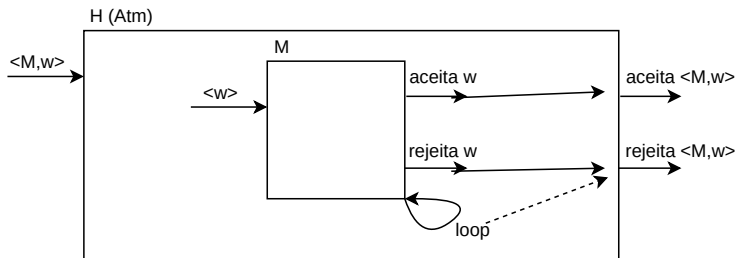 H (Atm)
<M,w>
M
<w>
aceita w
aceita <M,w>
rejeita w
rejeita <M,w>
loop